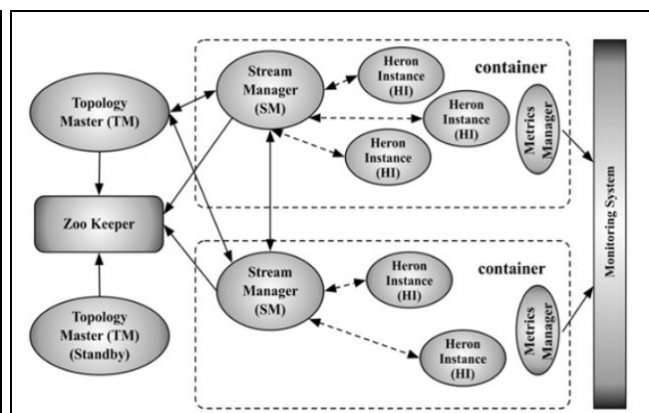 Topology
Master (TM)
Zoo Keeper
Topology
Master (TM)
(Standby)
Stream
Manager
(SM)
Heron
Instance
(HI)
Heron
Instance
(HI)
Heron
Instance
(HI)
container
Metrics
Manager
Stream
Manager
(SM)
Heron
Instance
(HI)
Heron
Instance
(HI)
container
Metrics
Manager
Monitoring System